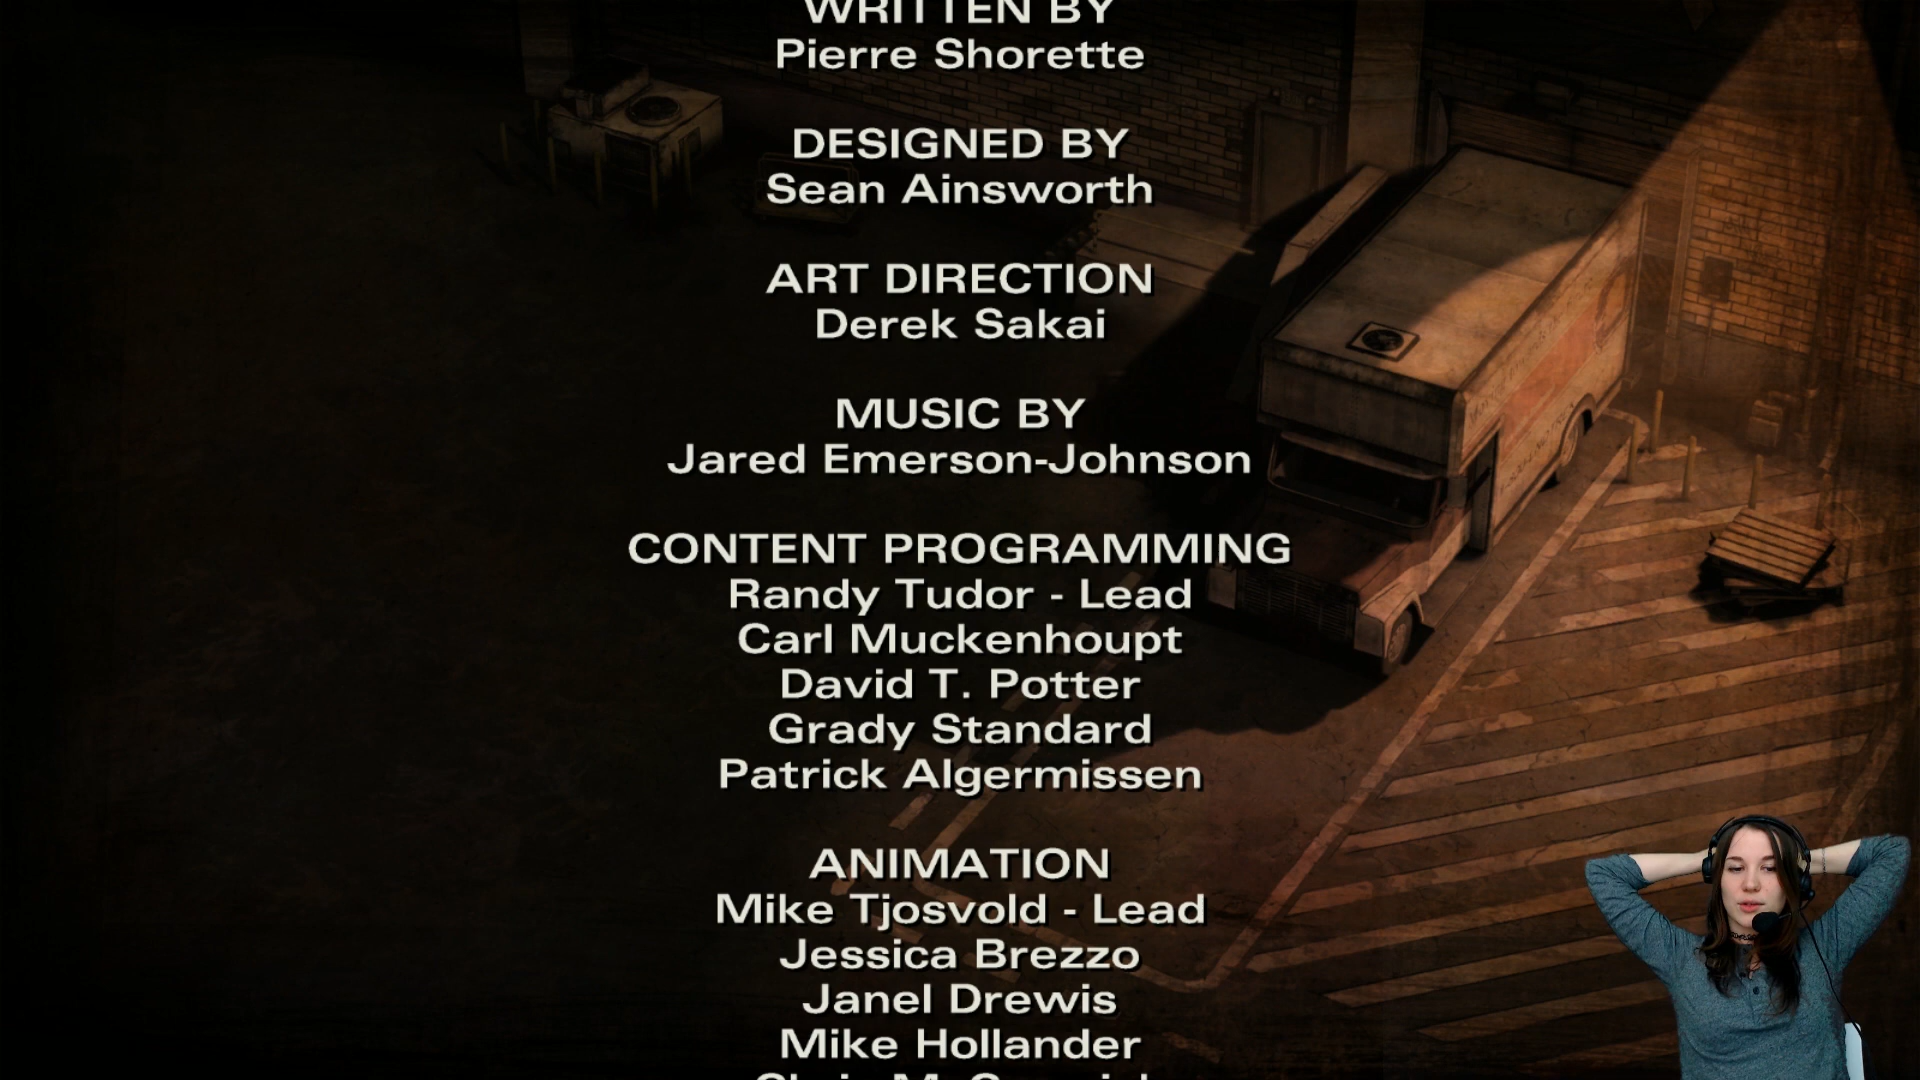 WRITTEN BY
Pierre Shorette
DESIGNED BY
Sean Ainsworth
ART DIRECTION
Derek Sakai
MUSIC BY
Jared Emerson-Johnson
CONTENT PROGRAMMING
Randy Tudor - Lead
Carl Muckenhoupt
David T. Potter
Grady Standard
Patrick Algermissen
ANIMATION
Mike Tjosvold - Lead
Jessica Brezzo
Janel Drewis
Mike Hollander